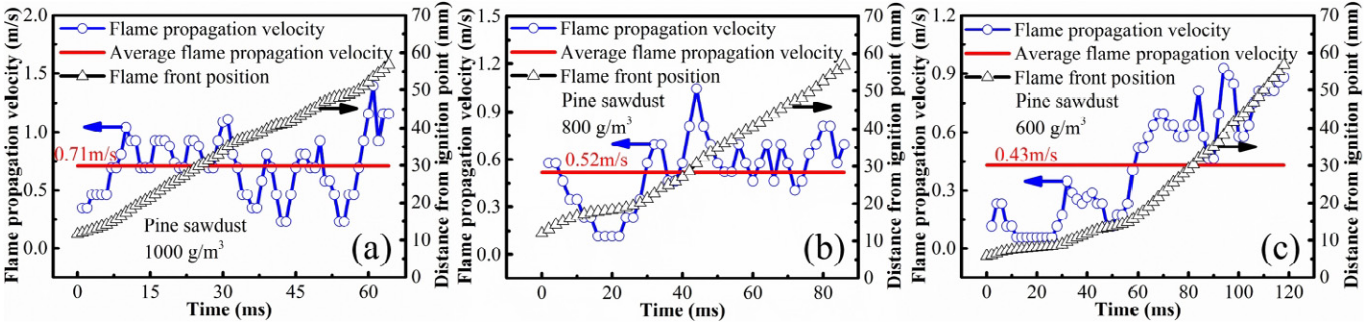 Flame propagation velocity (m/s)
2.0
1.5
1.0
0.5
0.0
Flame propagation velocity
Average flame propagation velocity
Flame front position
0.71m/s
Pine sawdust
1000 g/m³
(a)
70
60
50
40
30
20
10
0
Distance from ignition point (mm)
0 15 30 45 60
Time (ms)
Flame propagation velocity (m/s)
1.5
1.2
0.9
0.6
0.3
0.0
Flame propagation velocity
Average flame propagation velocity
Flame front position
Pine sawdust
800 g/m³
0.52m/s
(b)
70
60
50
40
30
20
10
0
Distance from ignition point (mm)
0 20 40 60 80
Time (ms)
Flame propagation velocity (m/s)
1.2
0.9
0.6
0.3
0.0
Flame propagation velocity
Average flame propagation velocity
Flame front position
Pine sawdust
600 g/m³
0.43m/s
(c)
70
60
50
40
30
20
10
0
Distance from ignition point (mm)
0 20 40 60 80 100 120
Time (ms)